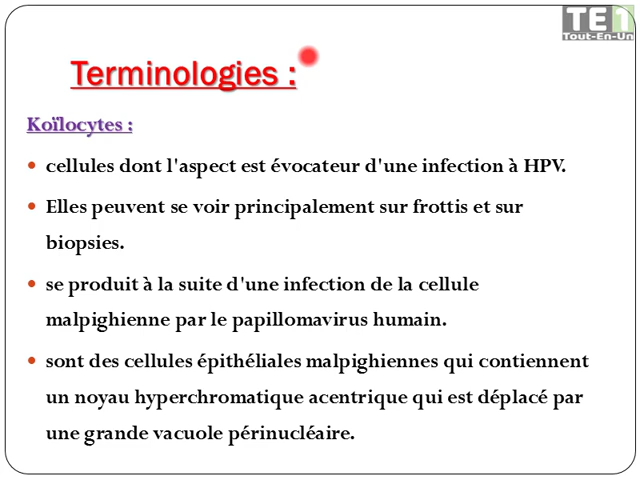 TE1
Tout-En-Un
Terminologies :
Koïlocytes :
• cellules dont l'aspect est évocateur d'une infection à HPV.
• Elles peuvent se voir principalement sur frottis et sur
biopsies.
• se produit à la suite d'une infection de la cellule
malpighienne par le papillomavirus humain.
• sont des cellules épithéliales malpighiennes qui contiennent
un noyau hyperchromatique acentrique qui est déplacé par
une grande vacuole périnucléaire.